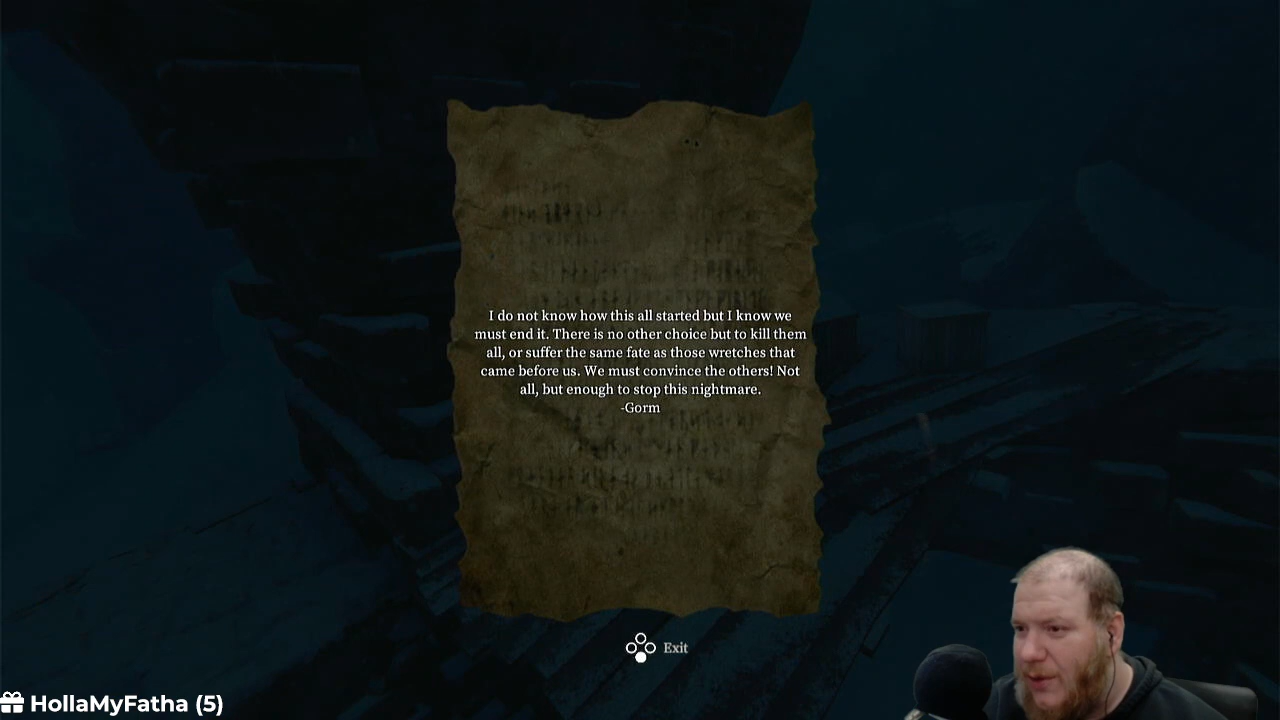 I do not know how this all started but I know we
must end it. There is no other choice but to kill them
all, or suffer the same fate as those wretches that
came before us. We must convince the others! Not
all, but enough to stop this nightmare.
-Gorm
Exit
HollaMyFatha (5)